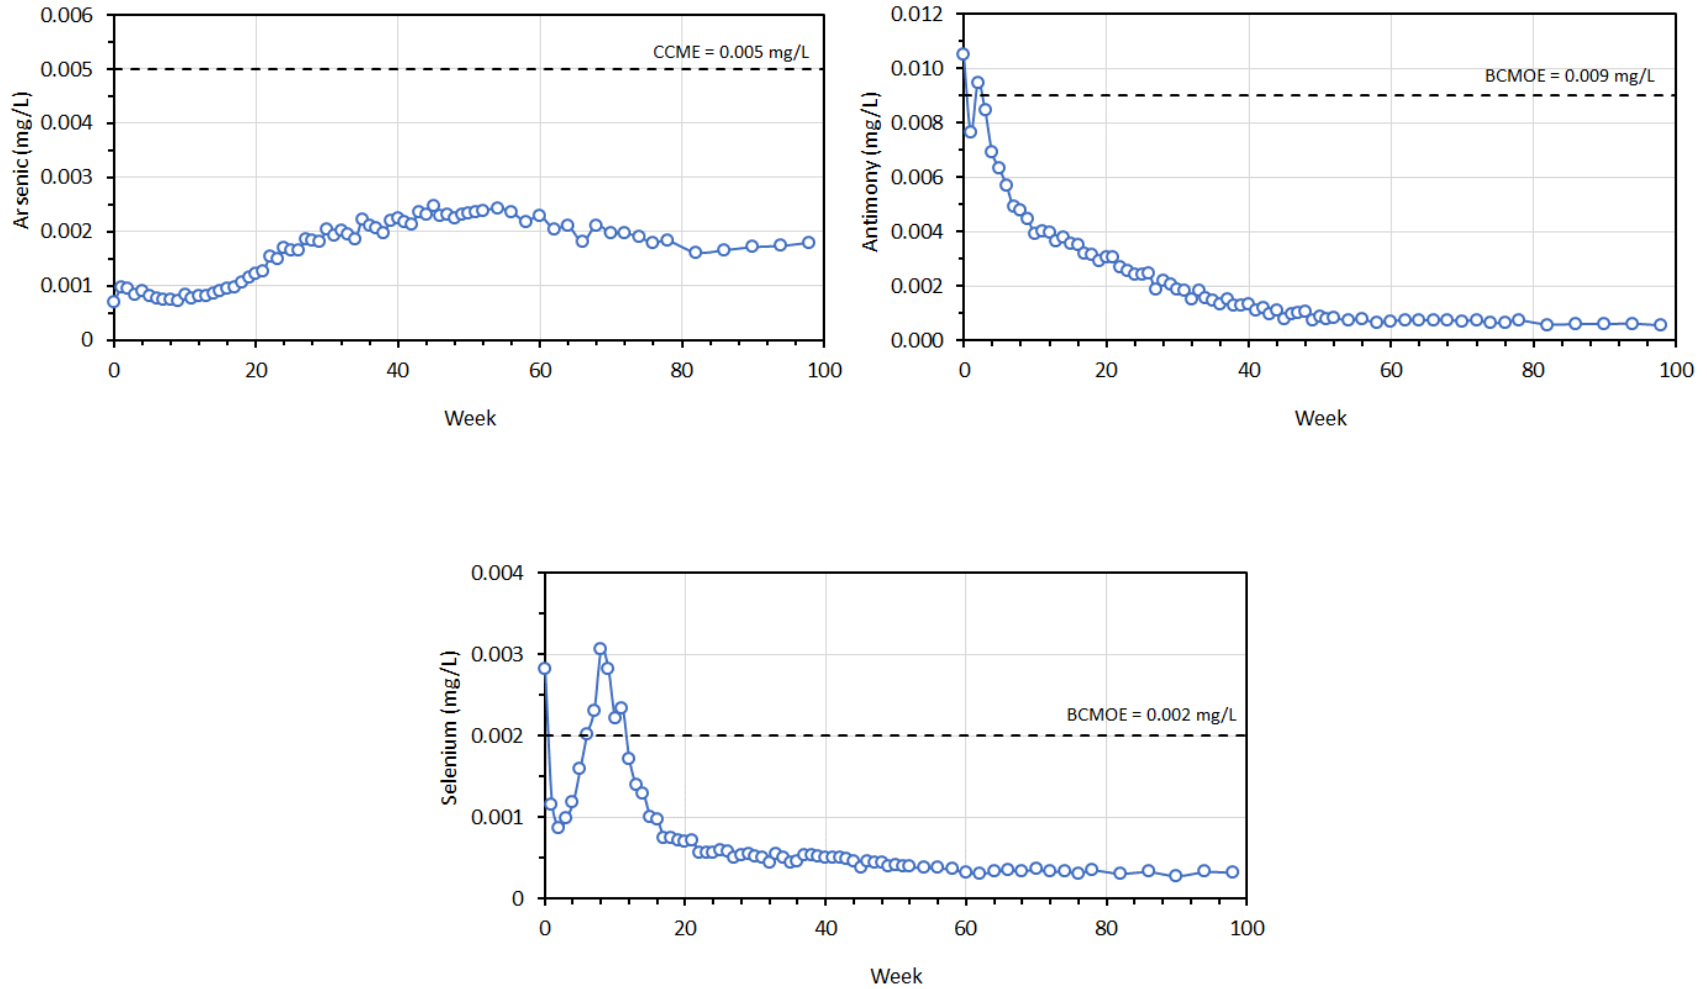 0.006
0.005
0.004
0.003
0.002
0.001
0
Arsenic (mg/L)
CCME = 0.005 mg/L
0 20 40 60 80 100
Week
0.012
0.010
0.008
0.006
0.004
0.002
0.000
Antimony (mg/L)
BCMOE = 0.009 mg/L
0 20 40 60 80 100
Week
0.004
0.003
0.002
0.001
0
Selenium (mg/L)
BCMOE = 0.002 mg/L
0 20 40 60 80 100
Week